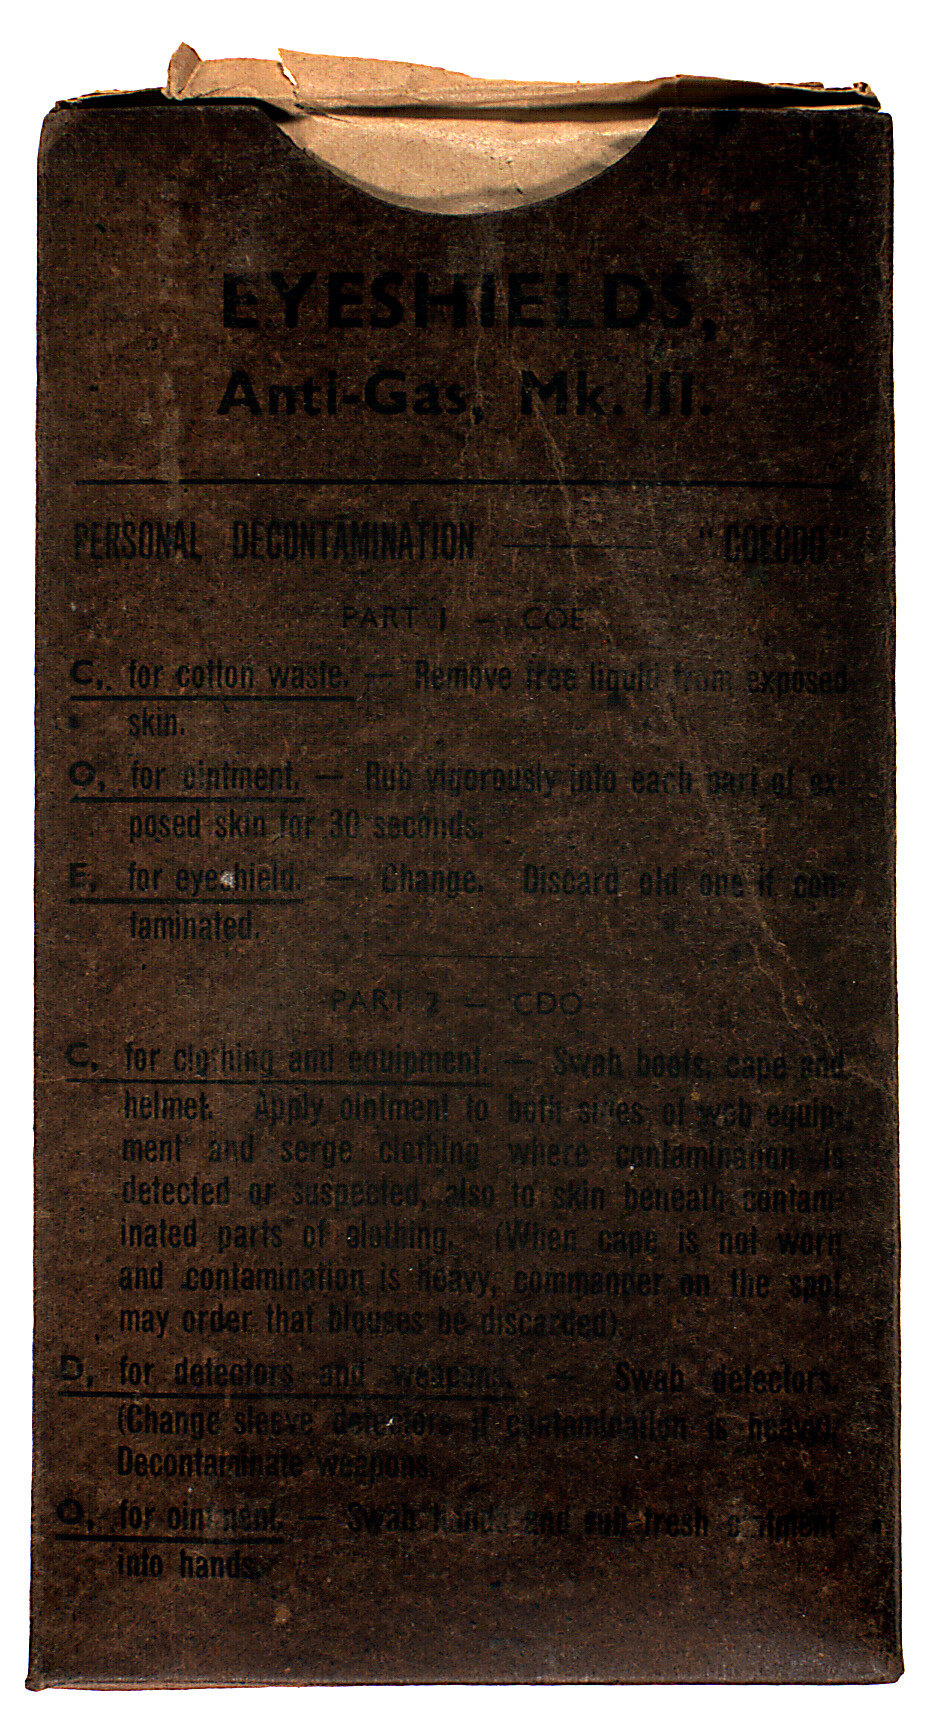 EYESHIELDS,
Anti-Gas, Mk. III.
PERSONAL DECONTAMINATION — "COECDO"
PART 1 — COE
C, for cotton waste. — Remove free liquid from exposed
skin.
O, for ointment. — Rub vigorously into each part of ex-
posed skin for 30 seconds.
E, for eyeshield. — Change. Discard old one if con-
taminated.
PART 2 — CDO
C, for clothing and equipment. — Swab boots, cape and
helmet. Apply ointment to both sides of web equip-
ment and serge clothing where contamination is
detected or suspected, also to skin beneath contam-
inated parts of clothing. (When cape is not worn
and contamination is heavy, commander on the spot
may order that blouses be discarded).
D, for detectors and weapons. — Swab detectors.
(Change sleeve detectors if contamination is heavy).
Decontaminate weapons.
O, for ointment. — Swab hands and rub fresh ointment
into hands.